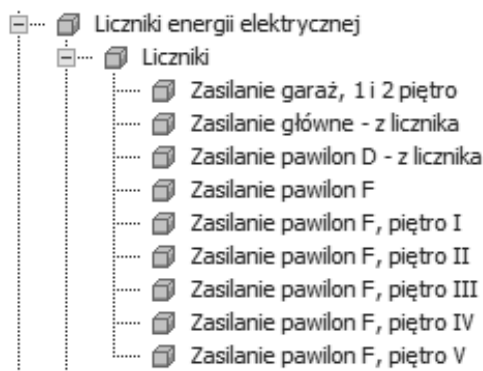 Liczniki energii elektrycznej
Liczniki
Zasilanie garaż, 1 i 2 piętro
Zasilanie główne - z licznika
Zasilanie pawilon D - z licznika
Zasilanie pawilon F
Zasilanie pawilon F, piętro I
Zasilanie pawilon F, piętro II
Zasilanie pawilon F, piętro III
Zasilanie pawilon F, piętro IV
Zasilanie pawilon F, piętro V